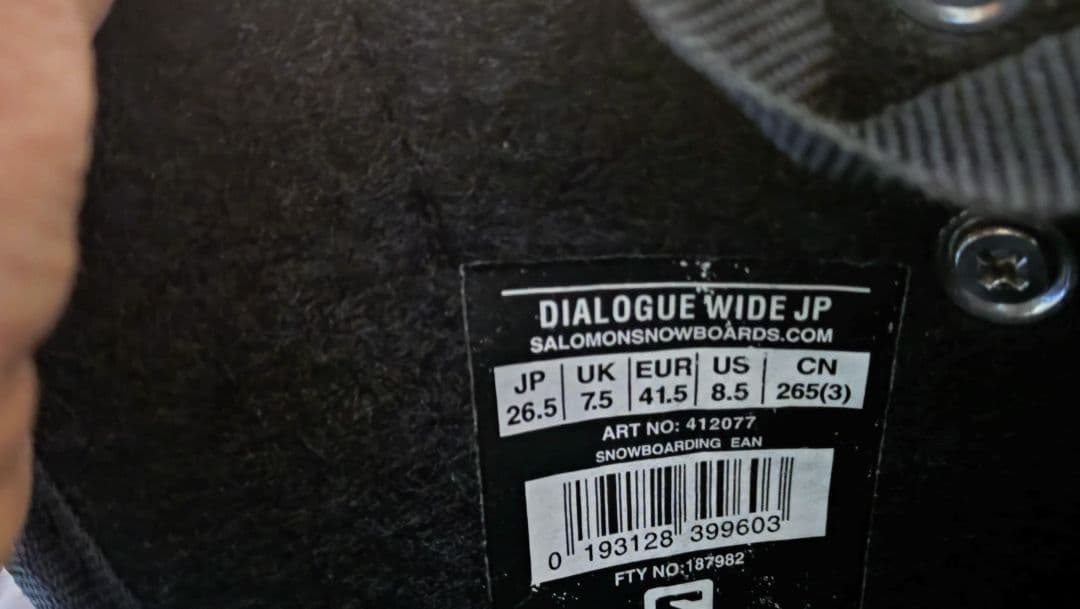 DIALOGUE WIDE JP
SALOMONSNOWBOARDS.COM
JP UK EUR US CN
26.5 7.5 41.5 8.5 265(3)
ART NO: 412077
SNOWBOARDING EAN
0 193128 399603
FTY NO:187982